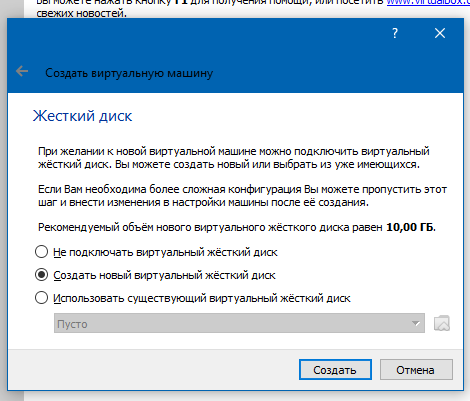 вы можете нажать кнопку F1 для получения помощи, или посетить www.virtualbox.
свежих новостей.
?
Создать виртуальную машину
Жесткий диск
При желании к новой виртуальной машине можно подключить виртуальный
жёсткий диск. Вы можете создать новый или выбрать из уже имеющихся.
Если Вам необходима более сложная конфигурация Вы можете пропустить этот
шаг и внести изменения в настройки машины после её создания.
Рекомендуемый объём нового виртуального жёсткого диска равен 10,00 ГБ.
Не подключать виртуальный жёсткий диск
Создать новый виртуальный жёсткий диск
Использовать существующий виртуальный жёсткий диск
Пусто
Создать
Отмена